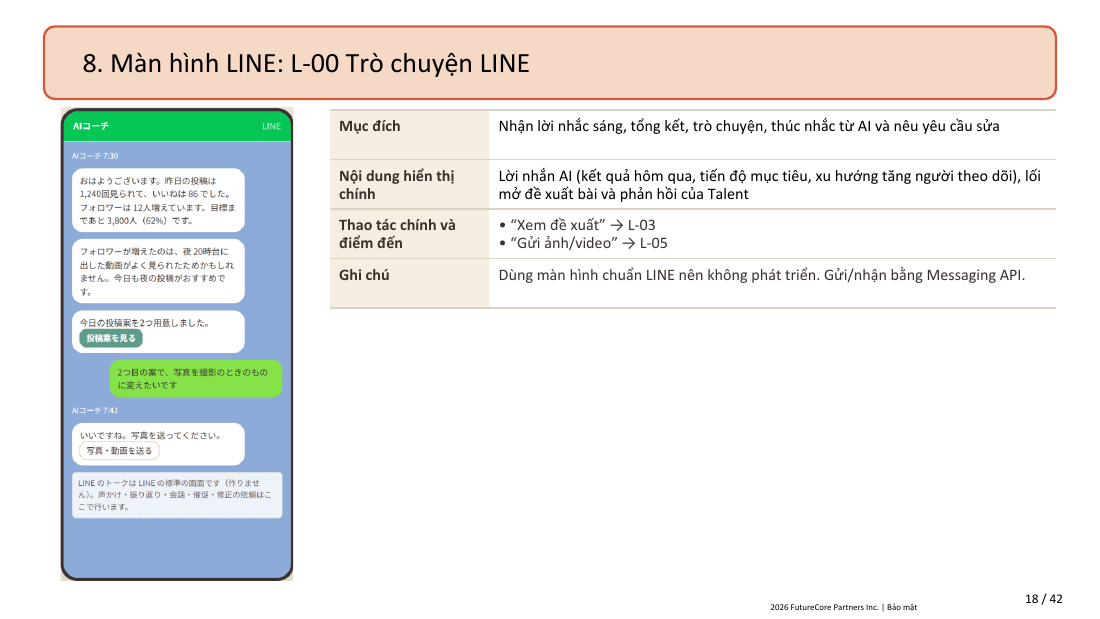 8. Màn hình LINE: L-00 Trò chuyện LINE
AIコーチ
LINE
AIコーチ 7:30
おはようございます。昨日の投稿は
1,240回見られて、いいねは 86 でした。
フォロワーは 12人増えています。目標ま
であと 3,800人（62%）です。
フォロワーが増えたのは、夜 20時台に
出した動画がよく見られたためかもしれ
ません。今日も夜の投稿がおすすめで
す。
今日の投稿案を2つ用意しました。
投稿案を見る
2つ目の案で、写真を撮影のときのもの
に変えたいです
AIコーチ 7:42
いいですね。写真を送ってください。
写真・動画を送る
LINE のトークは LINE の標準の画面です（作りませ
ん）。声かけ・振り返り・会話・催促・修正の依頼はこ
こで行います。
Mục đích
Nhận lời nhắc sáng, tổng kết, trò chuyện, thúc nhắc từ AI và nêu yêu cầu sửa
Nội dung hiển thị
chính
Lời nhắn AI (kết quả hôm qua, tiến độ mục tiêu, xu hướng tăng người theo dõi), lối
mở đề xuất bài và phản hồi của Talent
Thao tác chính và
điểm đến
• “Xem đề xuất” → L-03
• “Gửi ảnh/video” → L-05
Ghi chú
Dùng màn hình chuẩn LINE nên không phát triển. Gửi/nhận bằng Messaging API.
2026 FutureCore Partners Inc. | Bảo mật
18 / 42